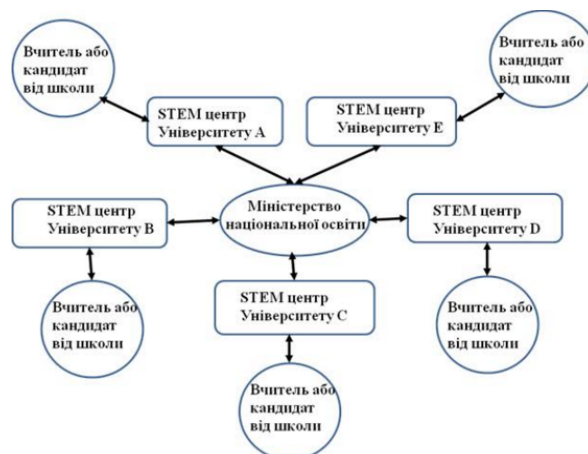 Вчитель або
кандидат
від школи
Вчитель або
кандидат
від школи
STEM центр
Університету А
STEM центр
Університету Е
Міністерство
національної освіти
STEM центр
Університету В
STEM центр
Університету D
STEM центр
Університету С
Вчитель або
кандидат
від школи
Вчитель або
кандидат
від школи
Вчитель або
кандидат
від школи